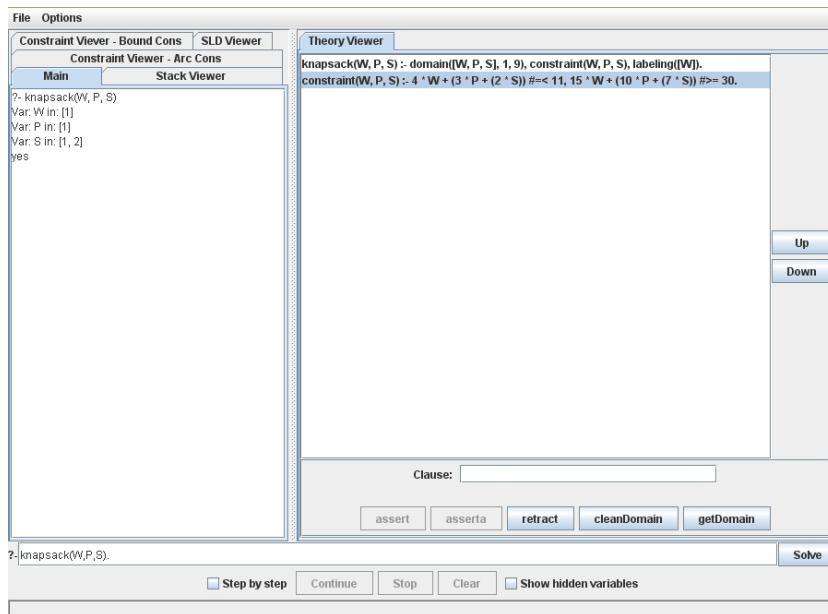 File Options
Constraint Viever - Bound Cons SLD Viewer
Constraint Viewer - Arc Cons
Main Stack Viewer
?- knapsack(W, P, S)
Var: W in: [1]
Var: P in: [1]
Var: S in: [1, 2]
yes
Theory Viewer
knapsack(W, P, S) :- domain([W, P, S], 1, 9), constraint(W, P, S), labeling([W]).
constraint(W, P, S) :- 4 * W + (3 * P + (2 * S)) #=< 11, 15 * W + (10 * P + (7 * S)) #>= 30.
Up
Down
Clause:
assert asserta retract cleanDomain getDomain
?- knapsack(W,P,S). Solve
Step by step Continue Stop Clear Show hidden variables